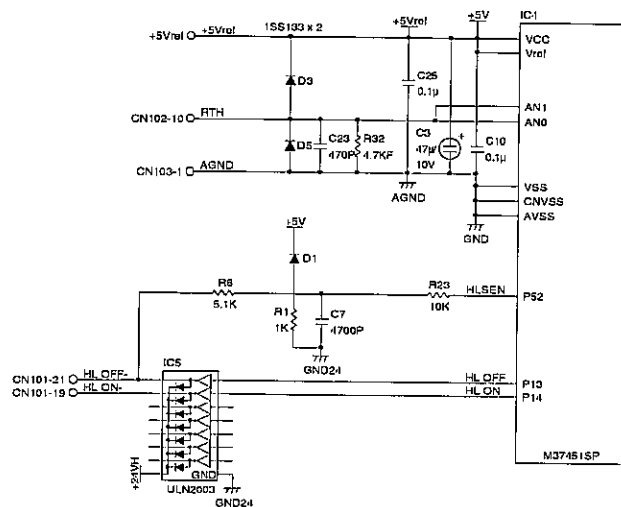 +5Vref
+5Vref
1SS133 x 2
+5Vref
+5V
IC1
VCC
Vref
D3
C25
0.1µ
AN1
CN102-10
RTH
AN0
D5
C23
470P
R32
4.7KF
C3
47µ/
10V
+
C10
0.1µ
CN103-1
AGND
AGND
VSS
CNVSS
AVSS
GND
+5V
D1
R6
5.1K
R23
10K
HLSEN
P52
R1
1K
C7
4700P
GND24
IC5
CN101-21
HL OFF-
HL OFF
P13
CN101-19
HL ON-
HL ON
P14
+24VH
GND
ULN2003
GND24
M37451SP